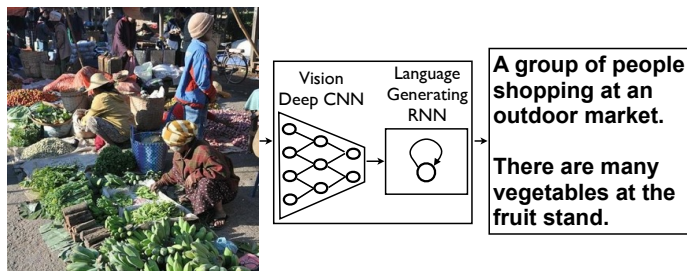 Vision
Deep CNN
Language
Generating
RNN
A group of people
shopping at an
outdoor market.
There are many
vegetables at the
fruit stand.